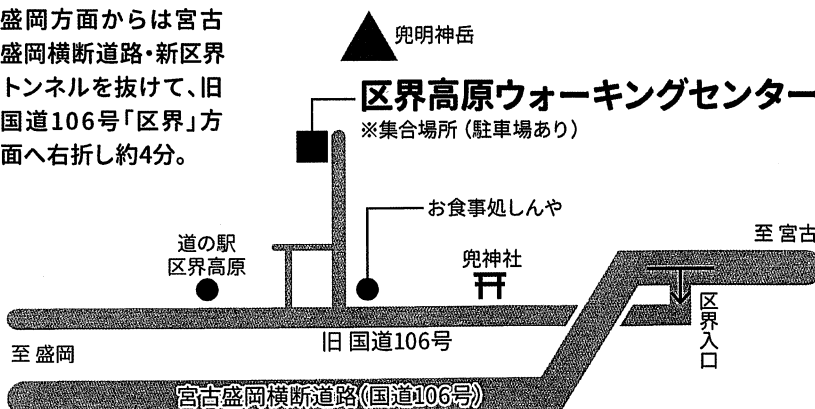 盛岡方面からは宮古
盛岡横断道路・新区界
トンネルを抜けて、旧
国道106号「区界」方
面へ右折し約4分。
兜明神岳
区界高原ウォーキングセンター
※集合場所（駐車場あり）
お食事処しんや
道の駅
区界高原
兜神社
至 宮古
区界入口
旧 国道106号
至 盛岡
宮古盛岡横断道路（国道106号）